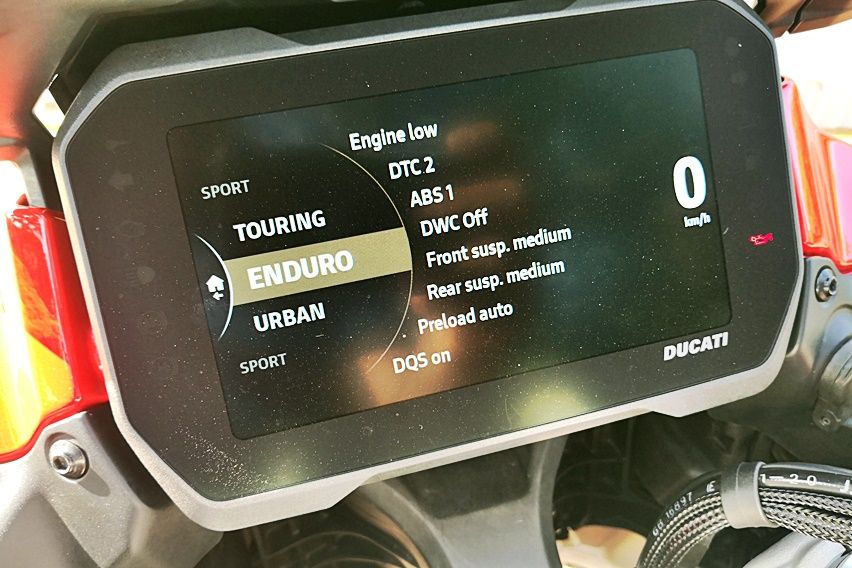 SPORT
TOURING
ENDURO
URBAN
SPORT
Engine low
DTC 2
ABS 1
DWC Off
Front susp. medium
Rear susp. medium
Preload auto
DQS on
0
km/h
DUCATI